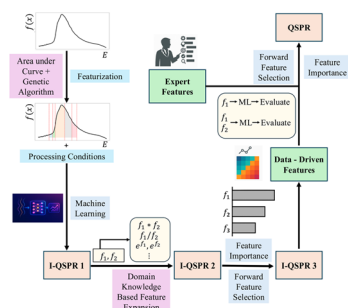 f(x)
E
Area under
Curve +
Genetic
Algorithm
Featurization
f(x)
E
+
Processing Conditions
Machine
Learning
I-QSPR 1
f₁, f₂
f₁ * f₂
f₁//f₂
e^f₁, e^f₂
⋮
Domain
Knowledge
Based Feature
Expansion
I-QSPR 2
Feature
Importance
Forward
Feature
Selection
I-QSPR 3
f₁
f₂
f₃
Data - Driven
Features
Expert
Features
f₁ → ML → Evaluate
f₁
f₂ → ML → Evaluate
Forward
Feature
Selection
Feature
Importance
QSPR